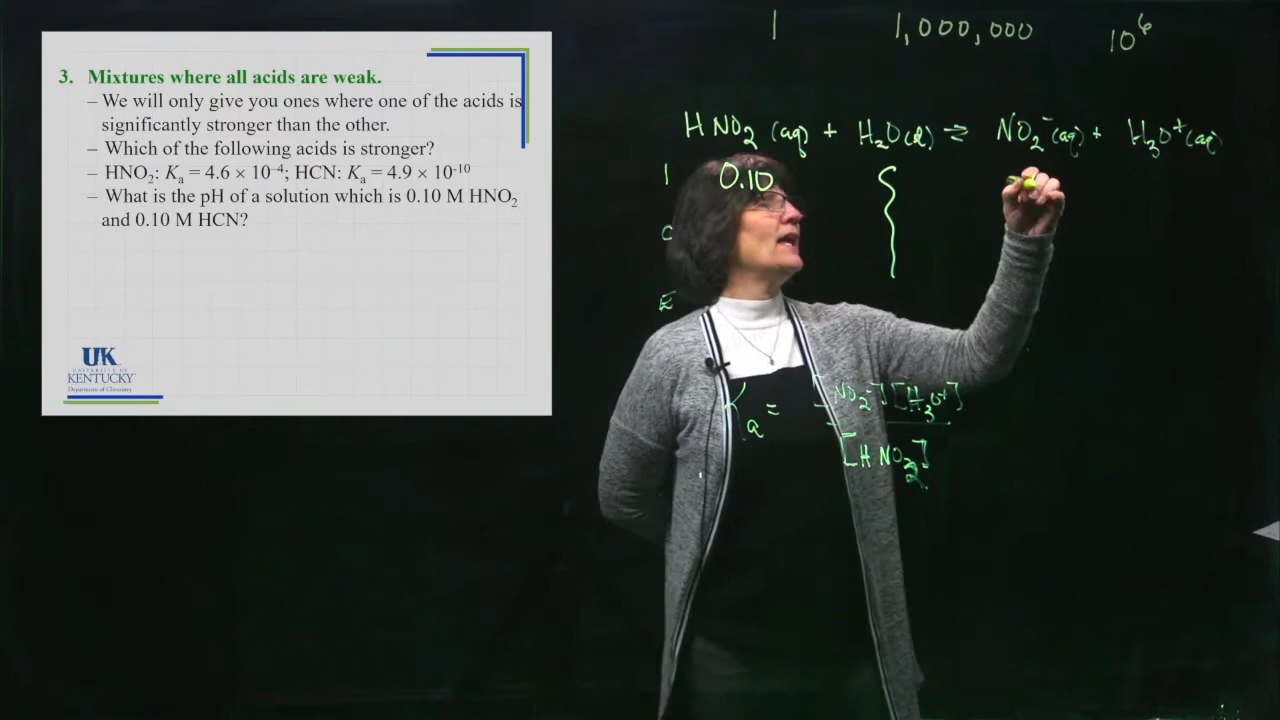 3. Mixtures where all acids are weak.
– We will only give you ones where one of the acids is
significantly stronger than the other.
– Which of the following acids is stronger?
– HNO₂: Kₐ = 4.6 × 10⁻⁴; HCN: Kₐ = 4.9 × 10⁻¹⁰
– What is the pH of a solution which is 0.10 M HNO₂
and 0.10 M HCN?
UK
UNIVERSITY OF
KENTUCKY
Department of Chemistry
1 1,000,000 10⁶
HNO₂ (aq) + H₂O(l) ⇌ NO₂⁻(aq) + H₃O⁺(aq)
I 0.10
C
E
Kₐ = NO₂⁻] [H₃O⁺]
[HNO₂]